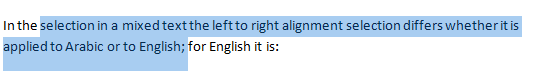 In the selection in a mixed text the left to right alignment selection differs whether it is
applied to Arabic or to English; for English it is: